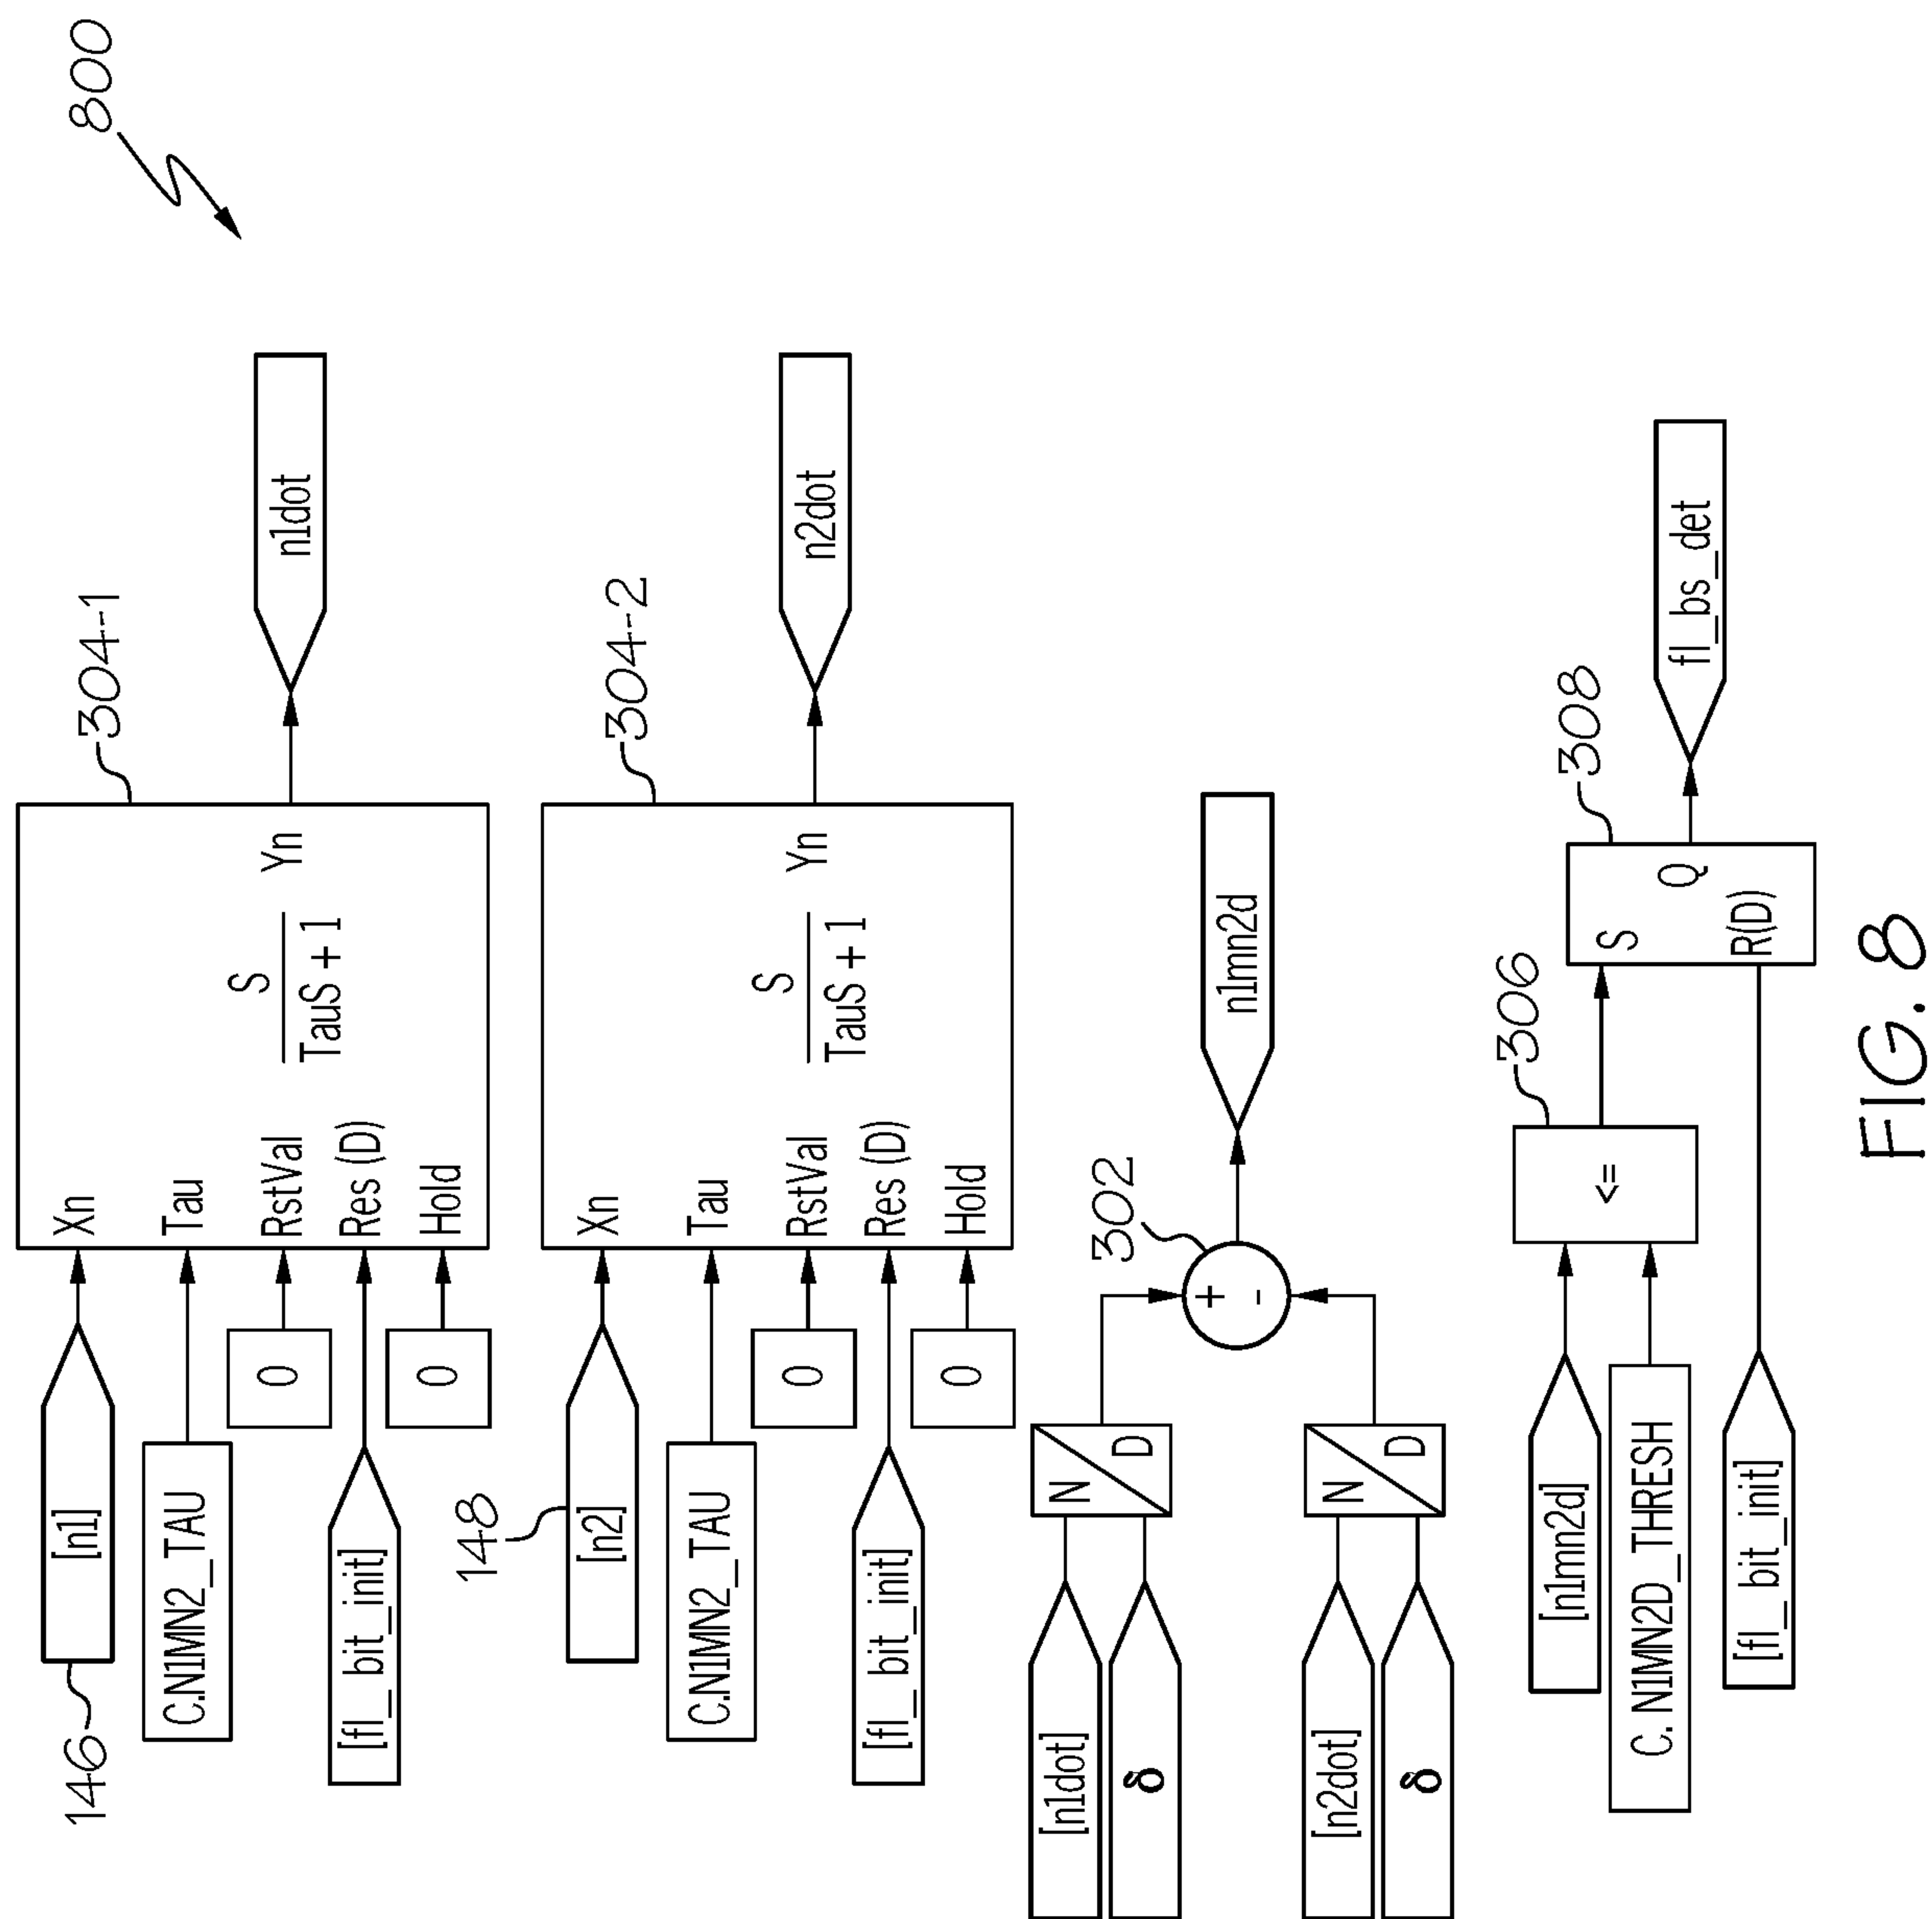 800
304-1
146
[n1]
C.N1MN2_TAU
0
[fl_bit_init]
0
Xn
Tau
RstVal
Res (D)
Hold
S
TauS + 1
Yn
n1dot
304-2
148
[n2]
C.N1MN2_TAU
0
[fl_bit_init]
0
Xn
Tau
RstVal
Res (D)
Hold
S
TauS + 1
Yn
n2dot
[n1dot]
δ
N
D
[n2dot]
δ
N
D
302
+
-
n1mn2d
[n1mn2d]
C. N1MN2D_THRESH
[fl_bit_init]
306
<=
308
S
Q
R(D)
fl_bs_det
FIG. 8